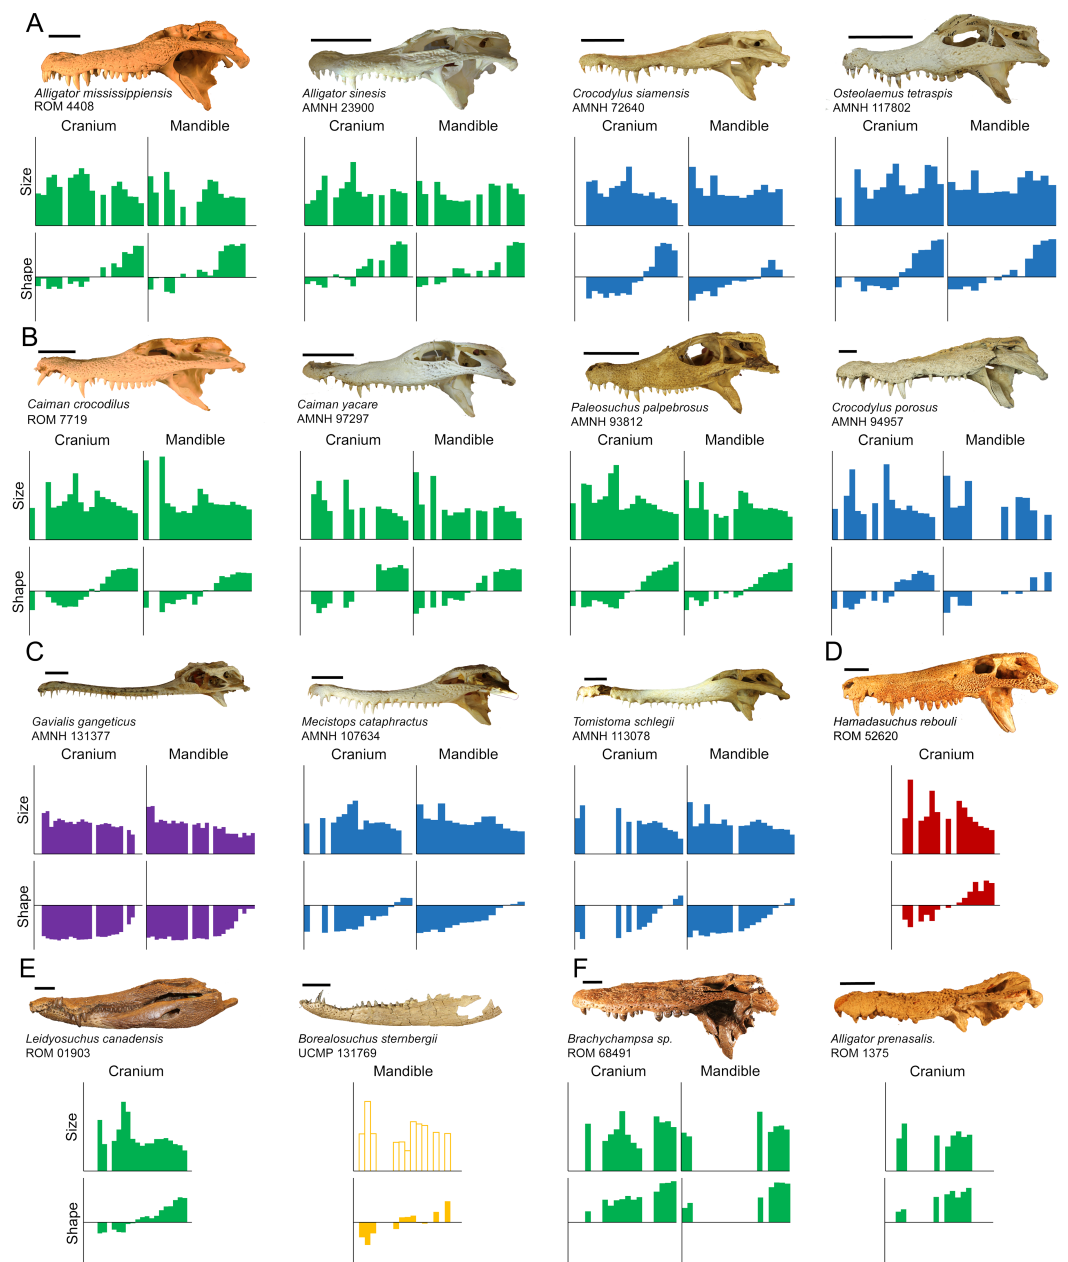 A
Alligator mississippiensis
ROM 4408
Alligator sinesis
AMNH 23900
Crocodylus siamensis
AMNH 72640
Osteolaemus tetraspis
AMNH 117802
Cranium
Mandible
Cranium
Mandible
Cranium
Mandible
Cranium
Mandible
Size
Shape
B
Caiman crocodilus
ROM 7719
Caiman yacare
AMNH 97297
Paleosuchus palpebrosus
AMNH 93812
Crocodylus porosus
AMNH 94957
Cranium
Mandible
Cranium
Mandible
Cranium
Mandible
Cranium
Mandible
Size
Shape
C
Gavialis gangeticus
AMNH 131377
Mecistops cataphractus
AMNH 107634
Tomistoma schlegii
AMNH 113078
D
Hamadasuchus rebouli
ROM 52620
Cranium
Mandible
Cranium
Mandible
Cranium
Mandible
Cranium
Size
Shape
E
Leidyosuchus canadensis
ROM 01903
Borealosuchus sternbergii
UCMP 131769
F
Brachychampsa sp.
ROM 68491
Alligator prenasalis.
ROM 1375
Cranium
Mandible
Cranium
Mandible
Cranium
Size
Shape